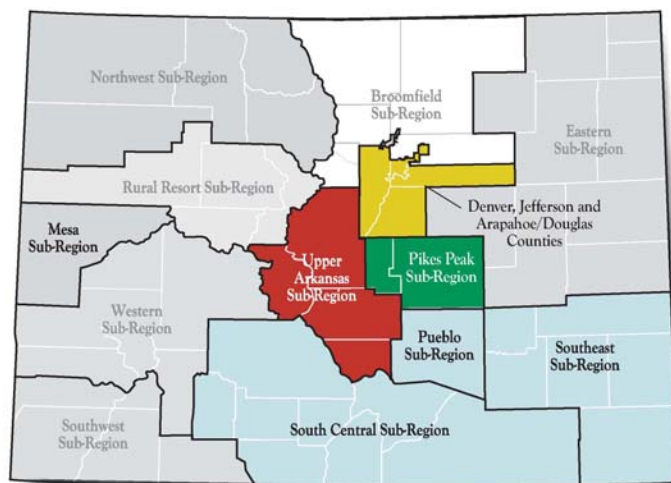 Northwest Sub-Region
Broomfield
Sub-Region
Eastern
Sub-Region
Rural Resort Sub-Region
Mesa
Sub-Region
Denver, Jefferson and
Arapahoe/Douglas
Counties
Upper
Arkansas
Sub-Region
Pikes Peak
Sub-Region
Western
Sub-Region
Pueblo
Sub-Region
Southeast
Sub-Region
Southwest
Sub-Region
South Central Sub-Region